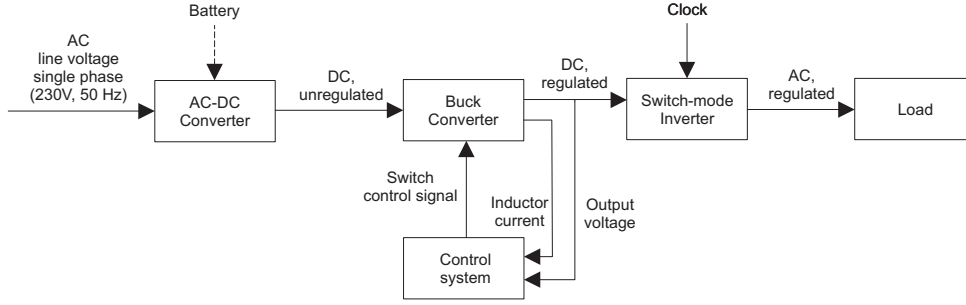 Battery
Clock
AC
line voltage
single phase
(230V, 50 Hz)
AC-DC
Converter
DC,
unregulated
Buck
Converter
DC,
regulated
Switch-mode
Inverter
AC,
regulated
Load
Switch
control signal
Inductor
current
Output
voltage
Control
system